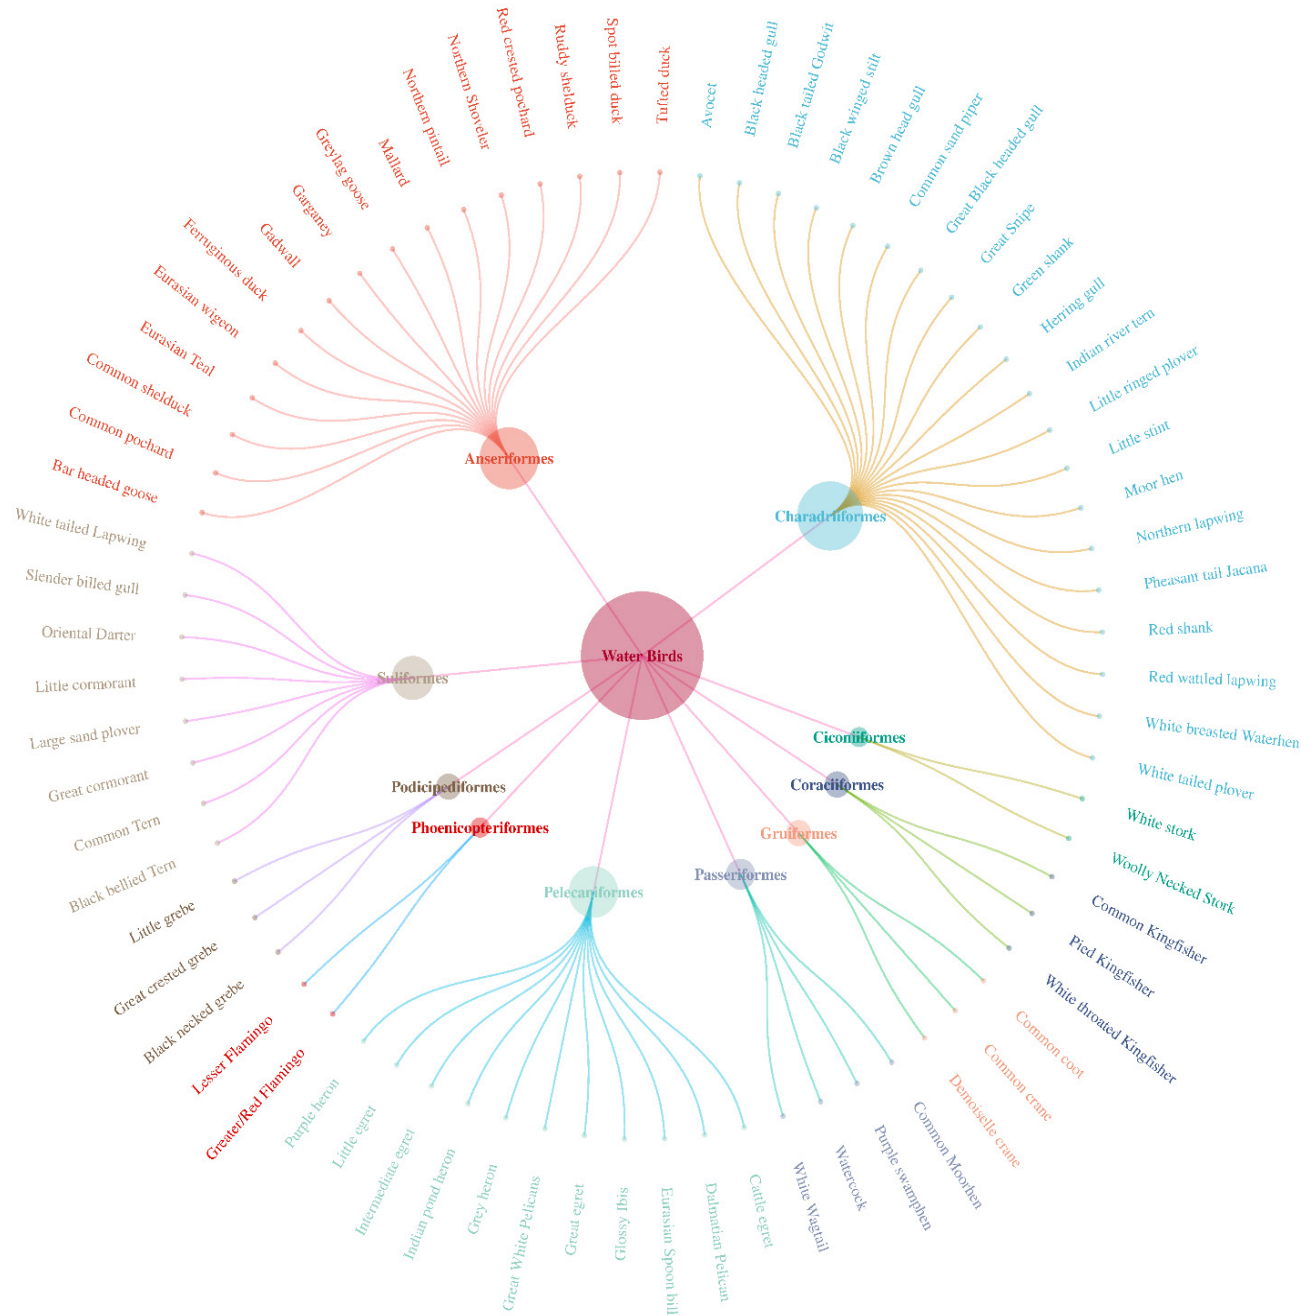 Water Birds
Anseriformes
Tufted duck
Spot billed duck
Ruddy shelduck
Red crested pochard
Northern Shoveler
Northern pintail
Mallard
Greylag goose
Garganey
Gadwall
Ferruginous duck
Eurasian wigeon
Eurasian Teal
Common shelduck
Common pochard
Bar headed goose
Charadriiformes
Avocet
Black headed gull
Black tailed Godwit
Black winged stilt
Brown head gull
Common sand piper
Great Black headed gull
Great Snipe
Green shank
Herring gull
Indian river tern
Little ringed plover
Little stint
Moor hen
Northern lapwing
Pheasant tail Jacana
Red shank
Red wattled lapwing
White breasted Waterhen
White tailed plover
Ciconiiformes
White stork
Woolly Necked Stork
Coraciiformes
Common Kingfisher
Pied Kingfisher
White throated Kingfisher
Gruiformes
Common coot
Common crane
Demoiselle crane
Passeriformes
Common Moorhen
Purple swamphen
Watercock
White Wagtail
Pelecaniformes
Cattle egret
Dalmatian Pelican
Eurasian Spoon bill
Glossy Ibis
Great egret
Great White Pelicans
Grey heron
Indian pond heron
Intermediate egret
Little egret
Purple heron
Phoenicopteriformes
Greater/Red Flamingo
Lesser Flamingo
Podicipediformes
Black necked grebe
Great crested grebe
Little grebe
Suliformes
Black bellied Tern
Common Tern
Great cormorant
Large sand plover
Little cormorant
Oriental Darter
Slender billed gull
White tailed Lapwing